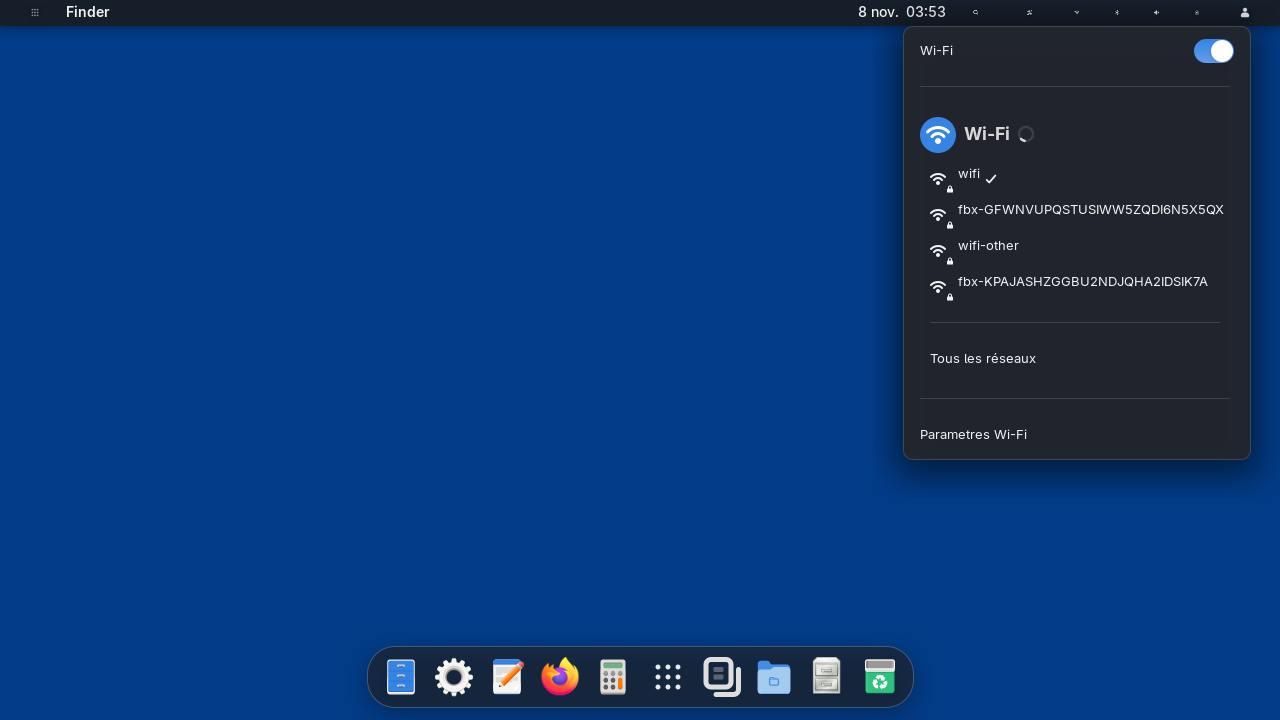 Finder
8 nov. 03:53
Wi-Fi
Wi-Fi
wifi
fbx-GFWNVUPQSTUSIWW5ZQDI6N5X5QX
wifi-other
fbx-KPAJASHZGGBU2NDJQHA2IDSIK7A
Tous les réseaux
Parametres Wi-Fi